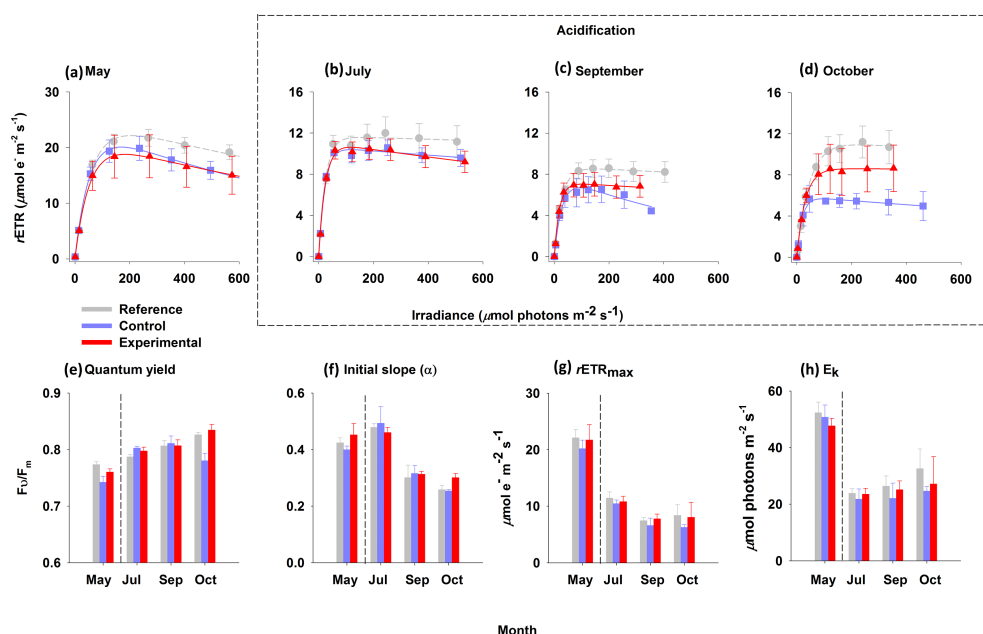 Acidification
(a) May
(b) July
(c) September
(d) October
rETR (μmol e⁻ m⁻² s⁻¹)
30
20
10
0
0 200 400 600
16
12
8
4
0
0 200 400 600
16
12
8
4
0
0 200 400 600
16
12
8
4
0
0 200 400 600
Irradiance (μmol photons m⁻² s⁻¹)
Reference
Control
Experimental
(e) Quantum yield
(f) Initial slope (α)
(g) rETRmax
(h) Ek
Fυ/Fm
0.9
0.8
0.7
0.6
May Jul Sep Oct
0.6
0.4
0.2
0.0
May Jul Sep Oct
μmol e⁻ m⁻² s⁻¹
30
20
10
0
May Jul Sep Oct
μmol photons m⁻² s⁻¹
60
40
20
0
May Jul Sep Oct
Month